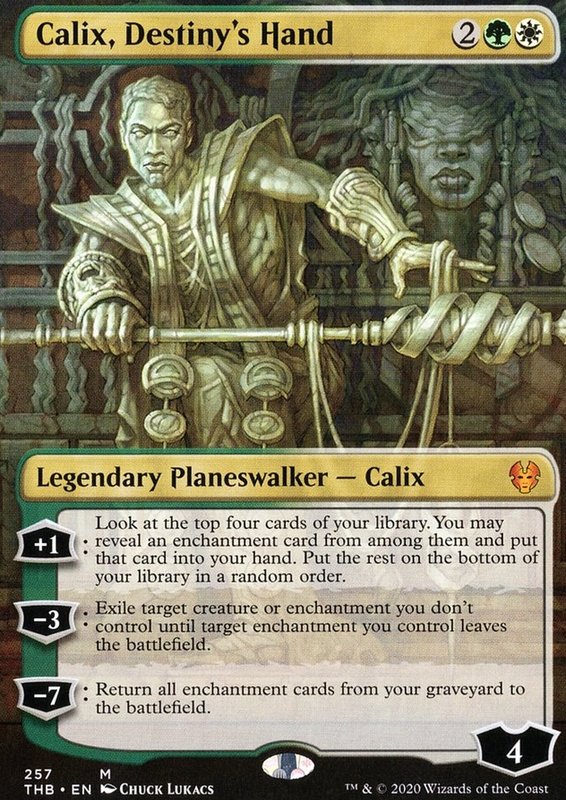 Calix, Destiny's Hand 2
Legendary Planeswalker — Calix
+1: Look at the top four cards of your library. You may
reveal an enchantment card from among them and put
that card into your hand. Put the rest on the bottom of
your library in a random order.
−3: Exile target creature or enchantment you don't
control until target enchantment you control leaves
the battlefield.
−7: Return all enchantment cards from your graveyard to
the battlefield.
4
257 M
THB • EN Chuck Lukacs
™ & © 2020 Wizards of the Coast